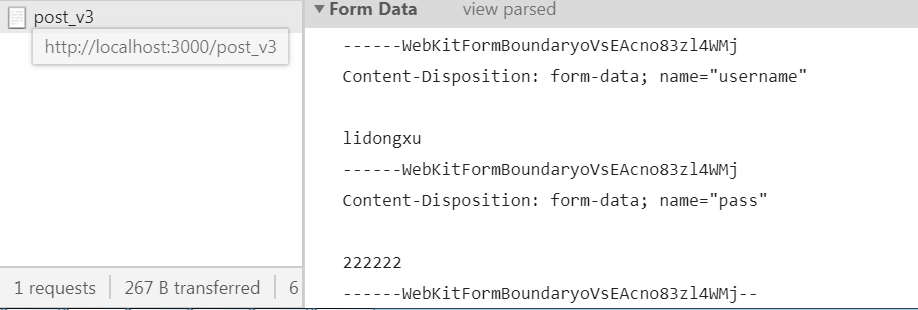 post_v3
http://localhost:3000/post_v3
1 requests
267 B transferred
6
Form Data
view parsed
------WebKitFormBoundaryoVsEAcno83zl4WMj
Content-Disposition: form-data; name="username"
lidongxu
------WebKitFormBoundaryoVsEAcno83zl4WMj
Content-Disposition: form-data; name="pass"
222222
------WebKitFormBoundaryoVsEAcno83zl4WMj--